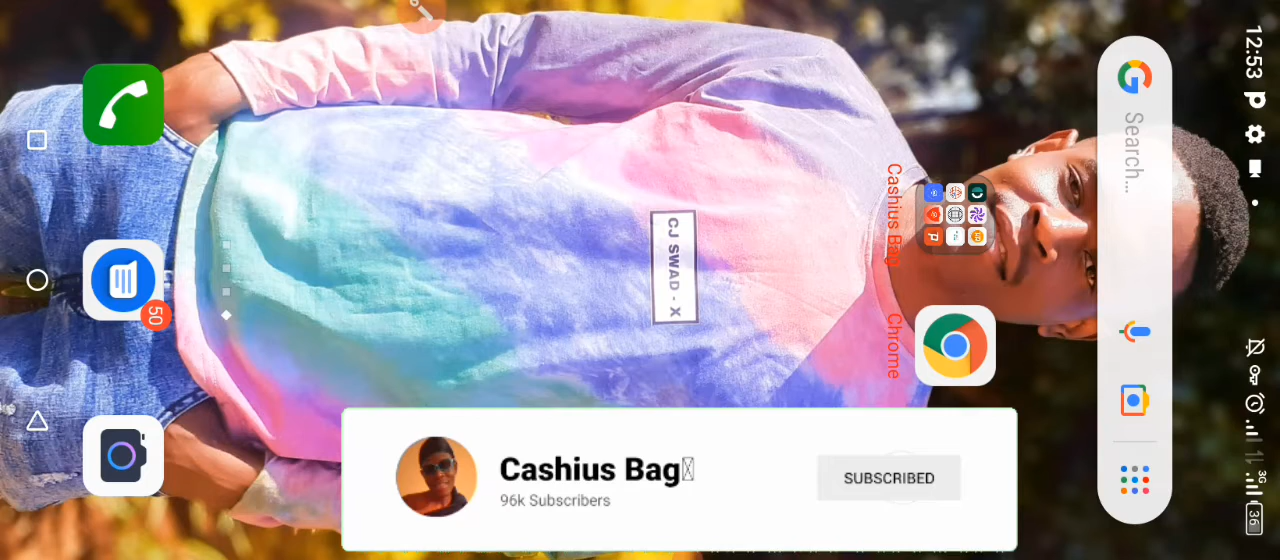 12:53
3G
36
Search...
Cashius Bag
Chrome
CJ SWAD - X
50
Cashius Bag
96k Subscribers
SUBSCRIBED